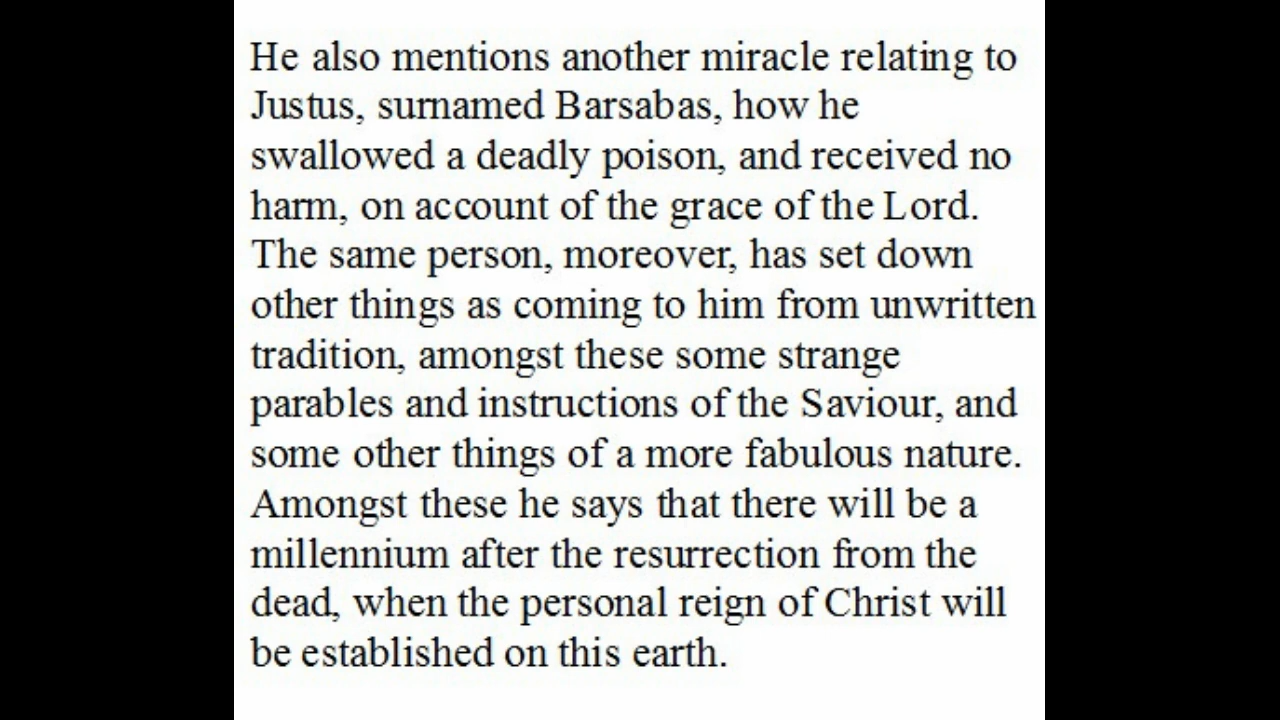 He also mentions another miracle relating to
Justus, surnamed Barsabas, how he
swallowed a deadly poison, and received no
harm, on account of the grace of the Lord.
The same person, moreover, has set down
other things as coming to him from unwritten
tradition, amongst these some strange
parables and instructions of the Saviour, and
some other things of a more fabulous nature.
Amongst these he says that there will be a
millennium after the resurrection from the
dead, when the personal reign of Christ will
be established on this earth.